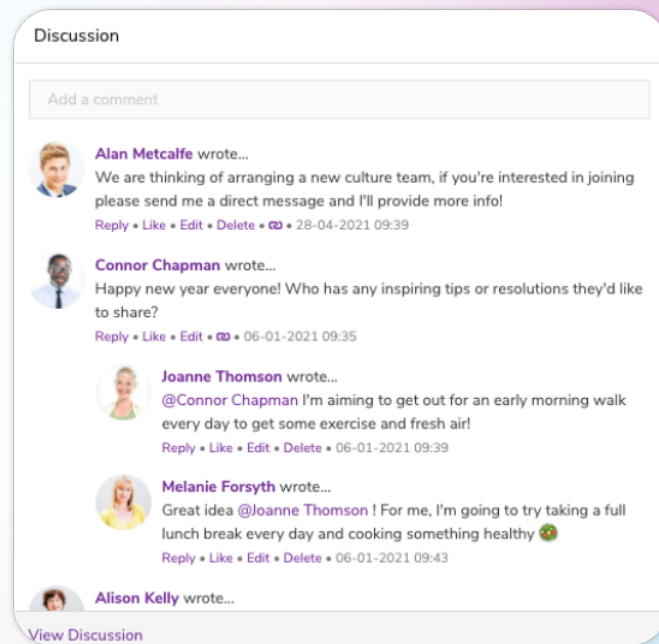 Discussion
Add a comment
Alan Metcalfe wrote...
We are thinking of arranging a new culture team, if you're interested in joining
please send me a direct message and I'll provide more info!
Reply • Like • Edit • Delete • • 28-04-2021 09:39
Connor Chapman wrote...
Happy new year everyone! Who has any inspiring tips or resolutions they'd like
to share?
Reply • Like • Edit • • 06-01-2021 09:35
Joanne Thomson wrote...
@Connor Chapman I'm aiming to get out for an early morning walk
every day to get some exercise and fresh air!
Reply • Like • Edit • Delete • 06-01-2021 09:39
Melanie Forsyth wrote...
Great idea @Joanne Thomson ! For me, I'm going to try taking a full
lunch break every day and cooking something healthy 🥗
Reply • Like • Edit • Delete • 06-01-2021 09:43
Alison Kelly wrote...
View Discussion